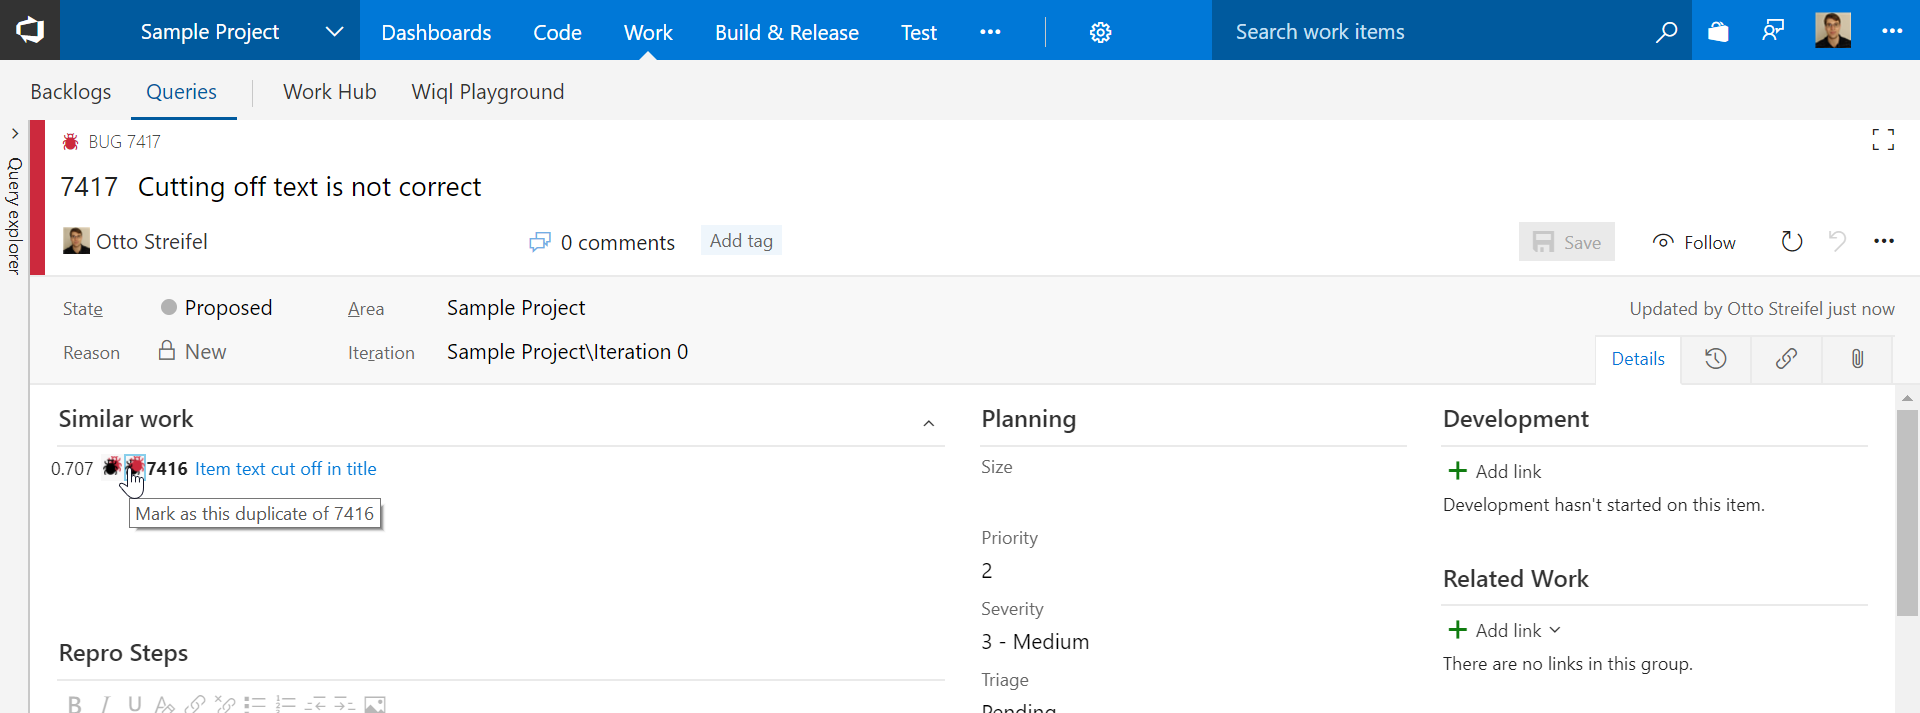 Sample Project
Dashboards Code Work Build & Release Test
Search work items
Backlogs Queries Work Hub Wiql Playground
Query explorer
BUG 7417
7417 Cutting off text is not correct
Otto Streifel
0 comments
Add tag
Save
Follow
State Proposed Area Sample Project
Updated by Otto Streifel just now
Reason New Iteration Sample Project\Iteration 0
Details
Similar work
0.707 7416 Item text cut off in title
Mark as this duplicate of 7416
Repro Steps
B I U
Planning
Size
Priority
2
Severity
3 - Medium
Triage
Pending
Development
Add link
Development hasn't started on this item.
Related Work
Add link
There are no links in this group.